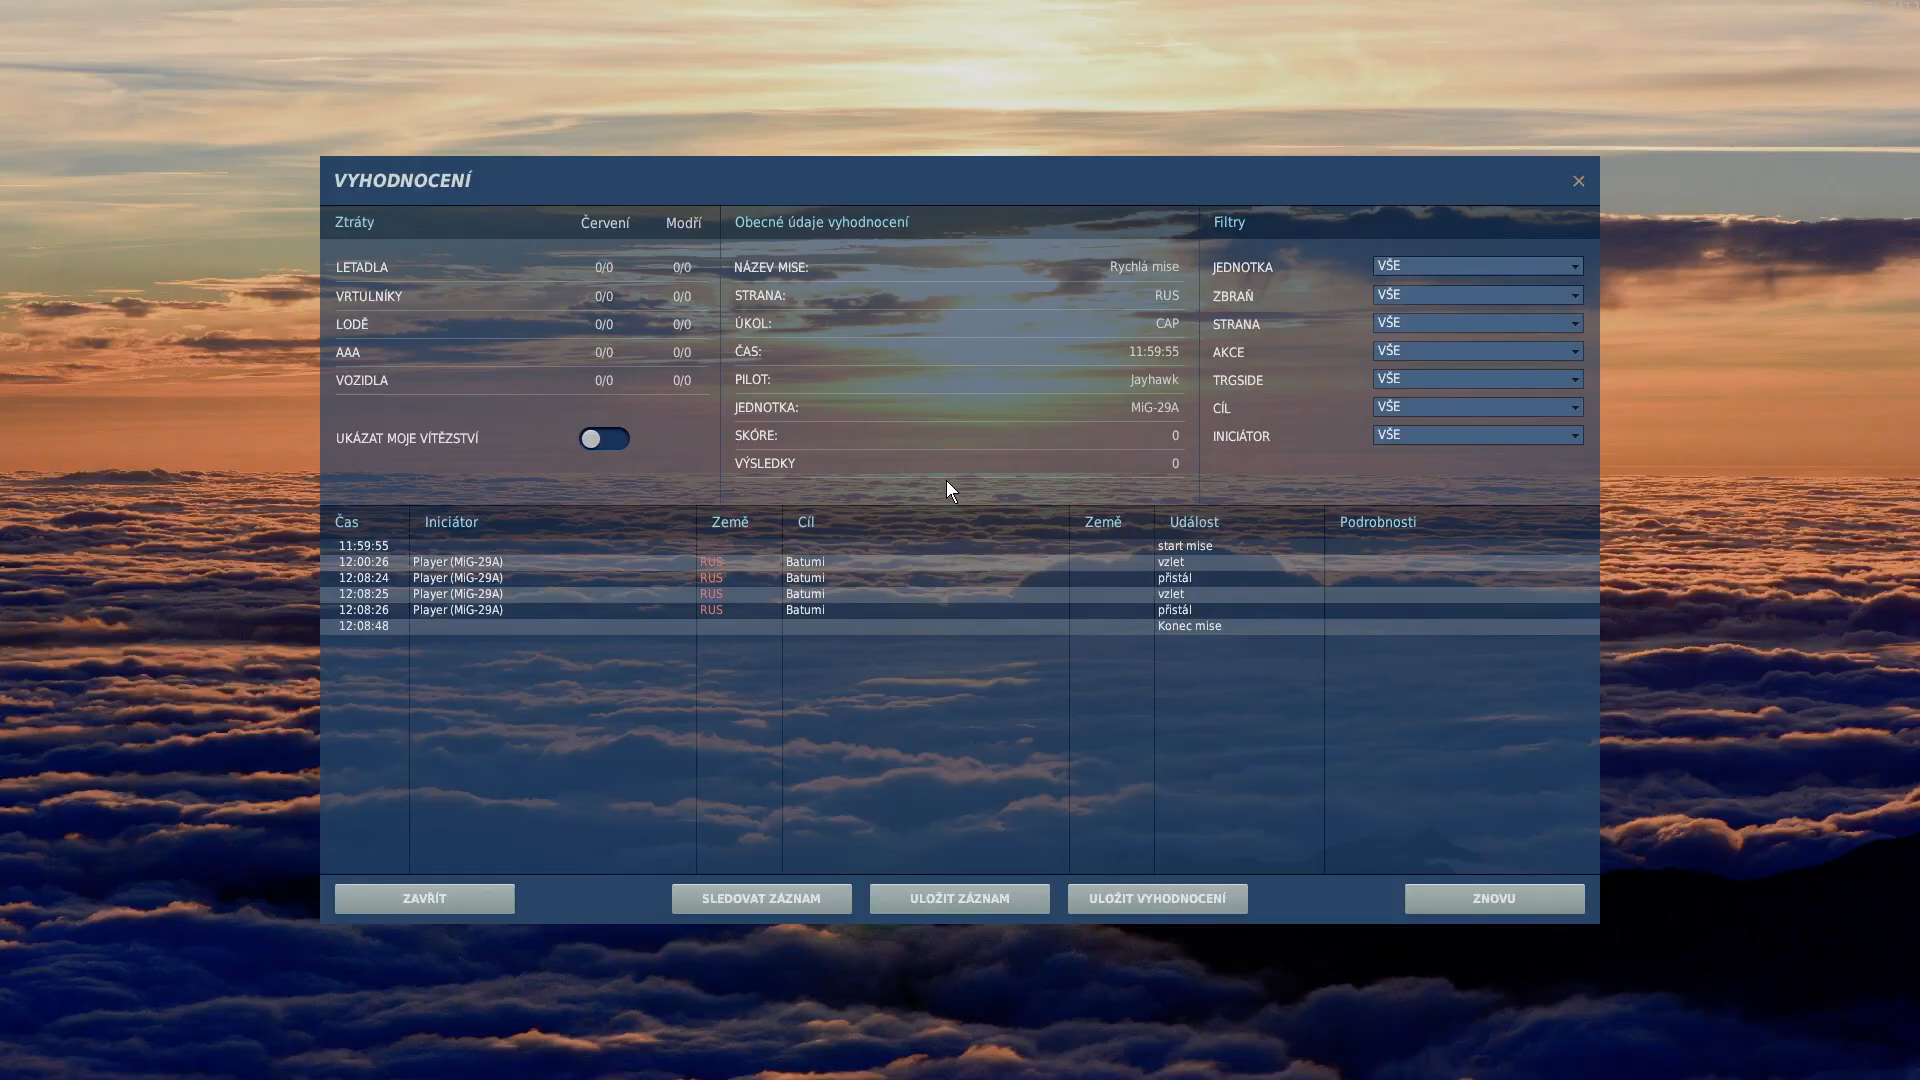 VYHODNOCENÍ
Ztráty Červení Modří
LETADLA 0/0 0/0
VRTULNÍKY 0/0 0/0
LODĚ 0/0 0/0
AAA 0/0 0/0
VOZIDLA 0/0 0/0
UKÁZAT MOJE VÍTĚZSTVÍ
Obecné údaje vyhodnocení
NÁZEV MISE: Rychlá mise
STRANA: RUS
ÚKOL: CAP
ČAS: 11:59:55
PILOT: Jayhawk
JEDNOTKA: MiG-29A
SKÓRE: 0
VÝSLEDKY 0
Filtry
JEDNOTKA VŠE
ZBRAŇ VŠE
STRANA VŠE
AKCE VŠE
TRGSIDE VŠE
CÍL VŠE
INICIÁTOR VŠE
Čas Iniciátor Země Cíl Země Událost Podrobnosti
11:59:55 start mise
12:00:26 Player (MiG-29A) RUS Batumi vzlet
12:08:24 Player (MiG-29A) RUS Batumi přistál
12:08:25 Player (MiG-29A) RUS Batumi vzlet
12:08:26 Player (MiG-29A) RUS Batumi přistál
12:08:48 Konec mise
ZAVŘÍT SLEDOVAT ZÁZNAM ULOŽIT ZÁZNAM ULOŽIT VYHODNOCENÍ ZNOVU